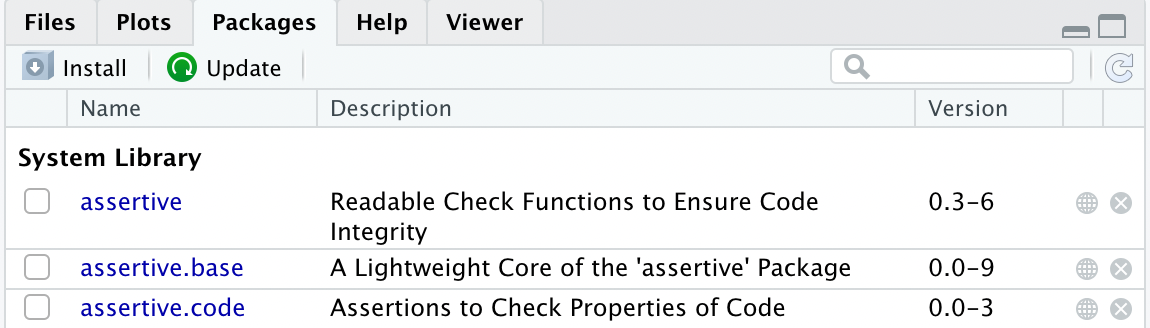 Files Plots Packages Help Viewer
Install Update
Name Description Version
System Library
assertive Readable Check Functions to Ensure Code 0.3-6
Integrity
assertive.base A Lightweight Core of the 'assertive' Package 0.0-9
assertive.code Assertions to Check Properties of Code 0.0-3